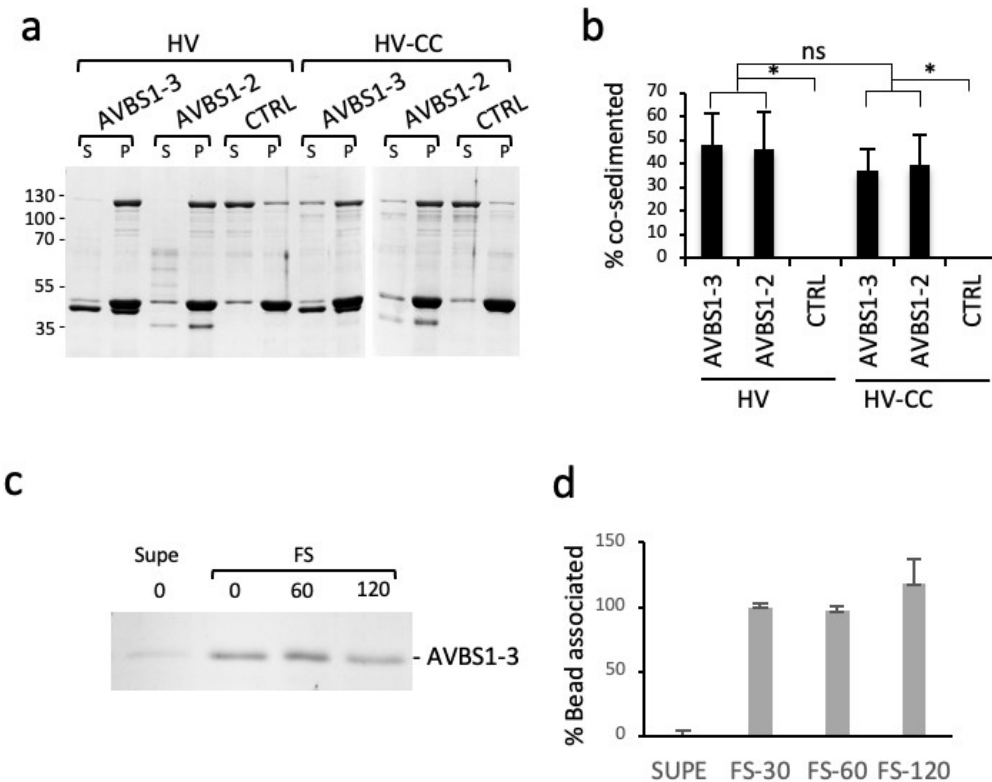 a
HV HV-CC
AVBS1-3 AVBS1-2 CTRL AVBS1-3 AVBS1-2 CTRL
S P S P S P S P S P S P
130 -
100 -
70 -
55 -
35 -
b
ns
* *
70
60
50
40
30
20
10
0
% co-sedimented
AVBS1-3 AVBS1-2 CTRL AVBS1-3 AVBS1-2 CTRL
HV HV-CC
c
Supe FS
0 0 60 120
- AVBS1-3
d
150
100
50
0
% Bead associated
SUPE FS-30 FS-60 FS-120